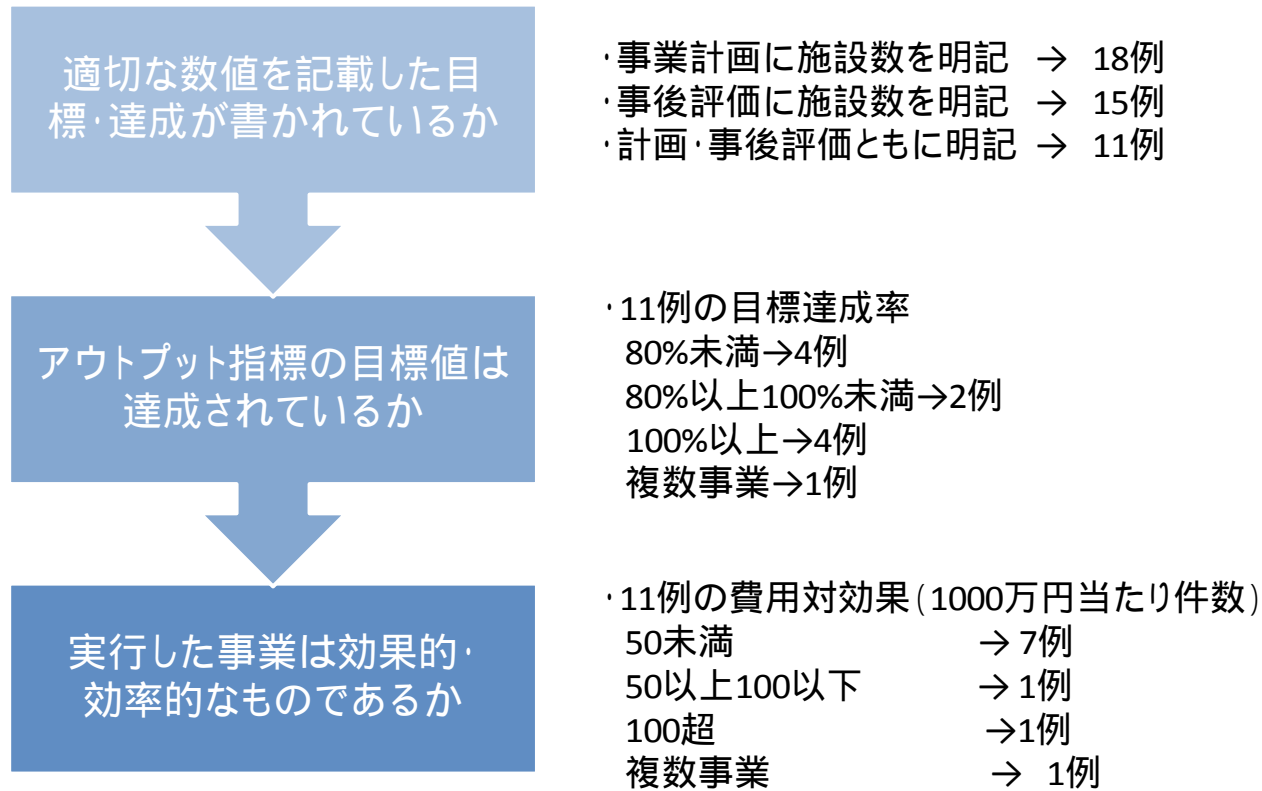 適切な数値を記載した目
標・達成が書かれているか
・事業計画に施設数を明記 → 18例
・事後評価に施設数を明記 → 15例
・計画・事後評価ともに明記 → 11例
アウトプット指標の目標値は
達成されているか
・11例の目標達成率
80%未満→4例
80%以上100%未満→2例
100%以上→4例
複数事業→1例
実行した事業は効果的・
効率的なものであるか
・11例の費用対効果(1000万円当たり件数)
50未満 → 7例
50以上100以下 → 1例
100超 →1例
複数事業 → 1例